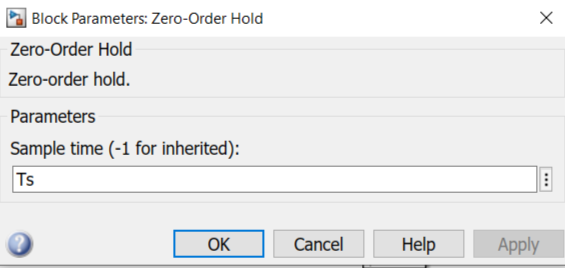 Block Parameters: Zero-Order Hold
Zero-Order Hold
Zero-order hold.
Parameters
Sample time (-1 for inherited):
Ts
OK Cancel Help Apply